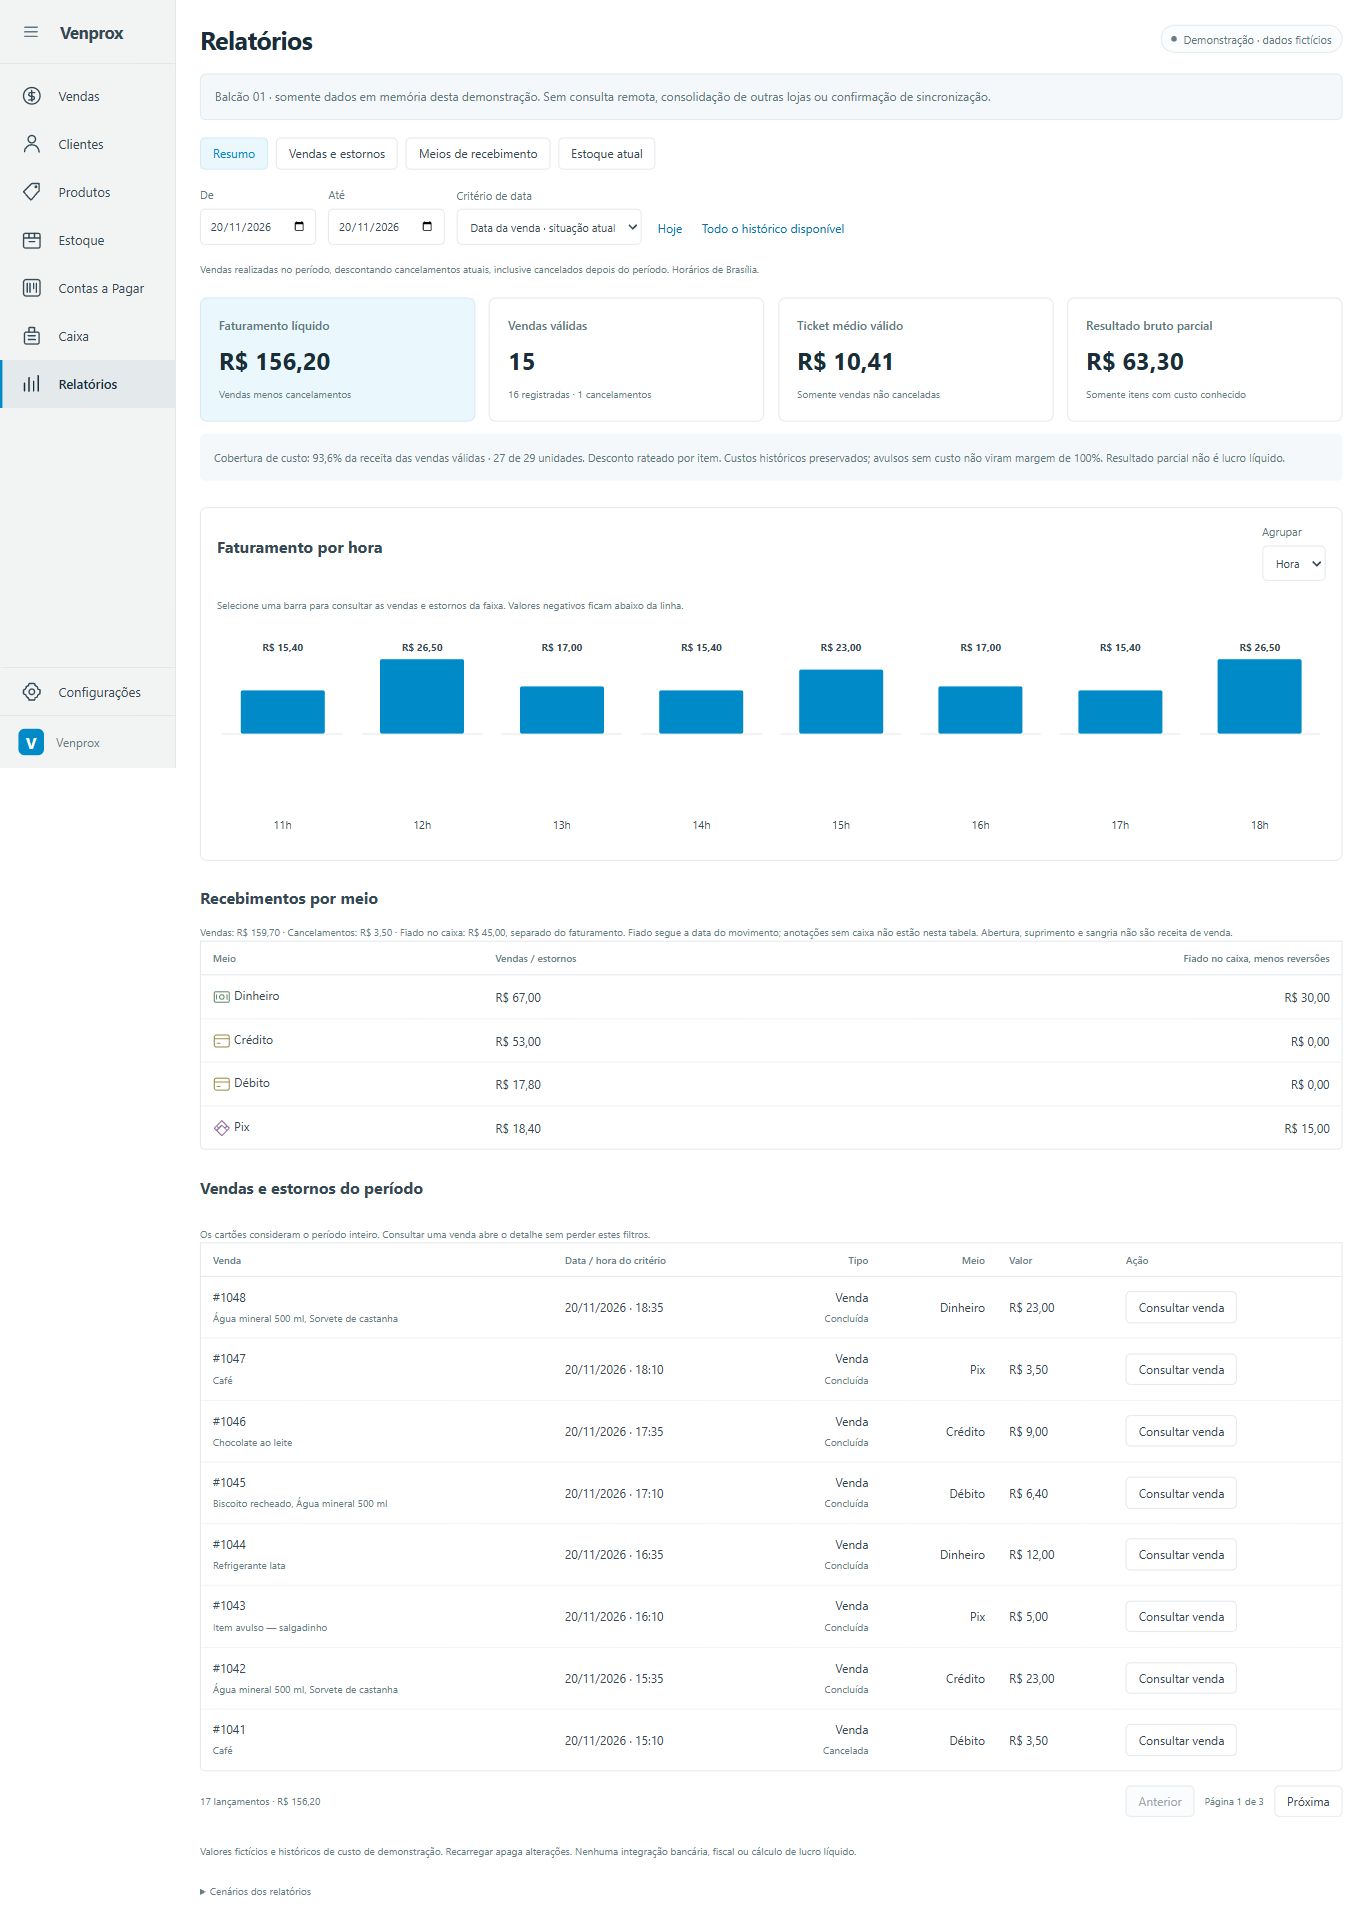 Venprox
Vendas
Clientes
Produtos
Estoque
Contas a Pagar
Caixa
Relatórios
Configurações
V Venprox
Relatórios
Demonstração · dados fictícios
Balcão 01 · somente dados em memória desta demonstração. Sem consulta remota, consolidação de outras lojas ou confirmação de sincronização.
Resumo Vendas e estornos Meios de recebimento Estoque atual
De Até Critério de data
20/11/2026 20/11/2026 Data da venda · situação atual Hoje Todo o histórico disponível
Vendas realizadas no período, descontando cancelamentos atuais, inclusive cancelados depois do período. Horários de Brasília.
Faturamento líquido
R$ 156,20
Vendas menos cancelamentos
Vendas válidas
15
16 registradas · 1 cancelamentos
Ticket médio válido
R$ 10,41
Somente vendas não canceladas
Resultado bruto parcial
R$ 63,30
Somente itens com custo conhecido
Cobertura de custo: 93,6% da receita das vendas válidas · 27 de 29 unidades. Desconto rateado por item. Custos históricos preservados; avulsos sem custo não viram margem de 100%. Resultado parcial não é lucro líquido.
Faturamento por hora
Agrupar
Hora
Selecione uma barra para consultar as vendas e estornos da faixa. Valores negativos ficam abaixo da linha.
R$ 15,40 R$ 26,50 R$ 17,00 R$ 15,40 R$ 23,00 R$ 17,00 R$ 15,40 R$ 26,50
11h 12h 13h 14h 15h 16h 17h 18h
Recebimentos por meio
Vendas: R$ 159,70 · Cancelamentos: R$ 3,50 · Fiado no caixa: R$ 45,00, separado do faturamento. Fiado segue a data do movimento; anotações sem caixa não estão nesta tabela. Abertura, suprimento e sangria não são receita de venda.
Meio Vendas / estornos Fiado no caixa, menos reversões
Dinheiro R$ 67,00 R$ 30,00
Crédito R$ 53,00 R$ 0,00
Débito R$ 17,80 R$ 0,00
Pix R$ 18,40 R$ 15,00
Vendas e estornos do período
Os cartões consideram o período inteiro. Consultar uma venda abre o detalhe sem perder estes filtros.
Venda Data / hora do critério Tipo Meio Valor Ação
#1048 Venda
Água mineral 500 ml, Sorvete de castanha 20/11/2026 · 18:35 Concluída Dinheiro R$ 23,00 Consultar venda
#1047 Venda
Café 20/11/2026 · 18:10 Concluída Pix R$ 3,50 Consultar venda
#1046 Venda
Chocolate ao leite 20/11/2026 · 17:35 Concluída Crédito R$ 9,00 Consultar venda
#1045 Venda
Biscoito recheado, Água mineral 500 ml 20/11/2026 · 17:10 Concluída Débito R$ 6,40 Consultar venda
#1044 Venda
Refrigerante lata 20/11/2026 · 16:35 Concluída Dinheiro R$ 12,00 Consultar venda
#1043 Venda
Item avulso — salgadinho 20/11/2026 · 16:10 Concluída Pix R$ 5,00 Consultar venda
#1042 Venda
Água mineral 500 ml, Sorvete de castanha 20/11/2026 · 15:35 Concluída Crédito R$ 23,00 Consultar venda
#1041 Venda
Café 20/11/2026 · 15:10 Cancelada Débito R$ 3,50 Consultar venda
17 lançamentos · R$ 156,20 Anterior Página 1 de 3 Próxima
Valores fictícios e históricos de custo de demonstração. Recarregar apaga alterações. Nenhuma integração bancária, fiscal ou cálculo de lucro líquido.
Cenários dos relatórios